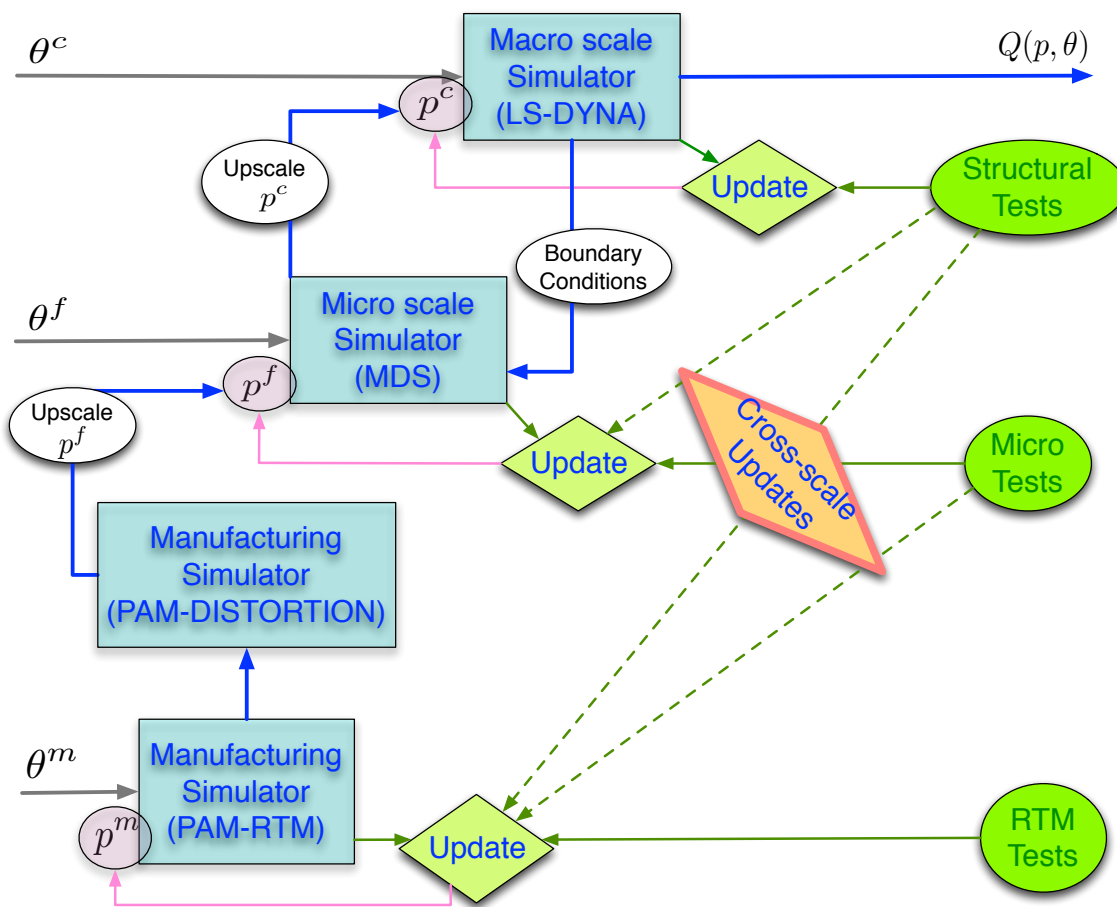 θ^c
Macro scale
Simulator
(LS-DYNA)
Q(p, θ)
p^c
Upscale
p^c
Update
Structural
Tests
Boundary
Conditions
θ^f
Micro scale
Simulator
(MDS)
p^f
Upscale
p^f
Update
Cross-scale
Updates
Micro
Tests
Manufacturing
Simulator
(PAM-DISTORTION)
θ^m
Manufacturing
Simulator
(PAM-RTM)
p^m
Update
RTM
Tests